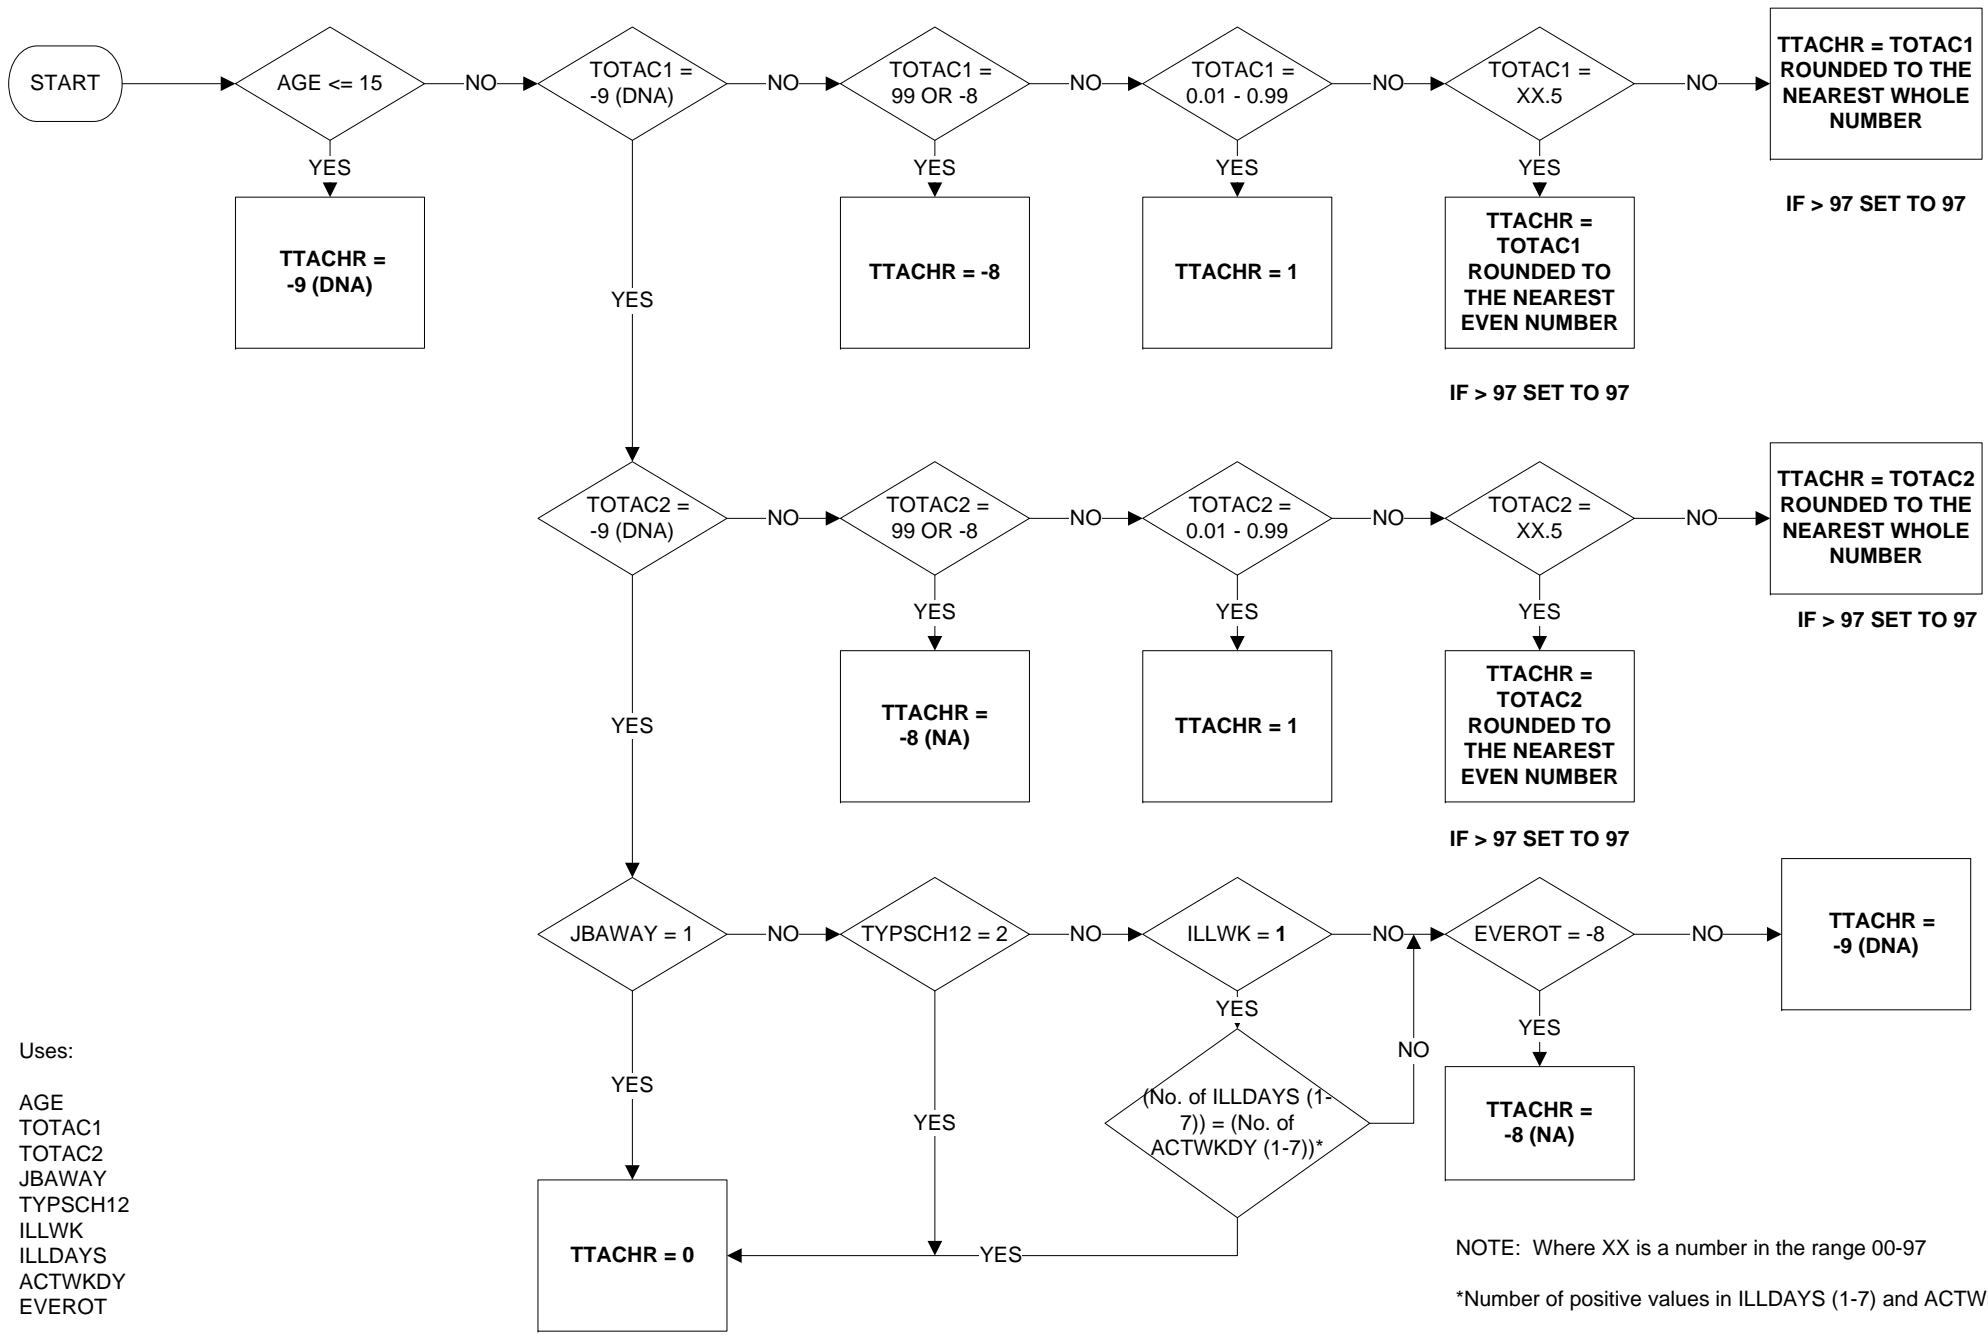 START
AGE <= 15
NO
TOTAC1 =
-9 (DNA)
NO
TOTAC1 =
99 OR -8
NO
TOTAC1 =
0.01 - 0.99
NO
TOTAC1 =
XX.5
NO
TTACHR = TOTAC1
ROUNDED TO THE
NEAREST WHOLE
NUMBER
IF > 97 SET TO 97
YES
YES
YES
YES
TTACHR =
-9 (DNA)
YES
TTACHR = -8
TTACHR = 1
TTACHR =
TOTAC1
ROUNDED TO
THE NEAREST
EVEN NUMBER
IF > 97 SET TO 97
TOTAC2 =
-9 (DNA)
NO
TOTAC2 =
99 OR -8
NO
TOTAC2 =
0.01 - 0.99
NO
TOTAC2 =
XX.5
NO
TTACHR = TOTAC2
ROUNDED TO THE
NEAREST WHOLE
NUMBER
IF > 97 SET TO 97
YES
YES
YES
YES
TTACHR =
-8 (NA)
TTACHR = 1
TTACHR =
TOTAC2
ROUNDED TO
THE NEAREST
EVEN NUMBER
IF > 97 SET TO 97
JBAWAY = 1
NO
TYPSCH12 = 2
NO
ILLWK = 1
NO
EVEROT = -8
NO
TTACHR =
-9 (DNA)
YES
YES
YES
YES
NO
(No. of ILLDAYS (1-
7)) = (No. of
ACTWKDY (1-7))*
TTACHR =
-8 (NA)
TTACHR = 0
YES
Uses:
AGE
TOTAC1
TOTAC2
JBAWAY
TYPSCH12
ILLWK
ILLDAYS
ACTWKDY
EVEROT
NOTE: Where XX is a number in the range 00-97
*Number of positive values in ILLDAYS (1-7) and ACTW